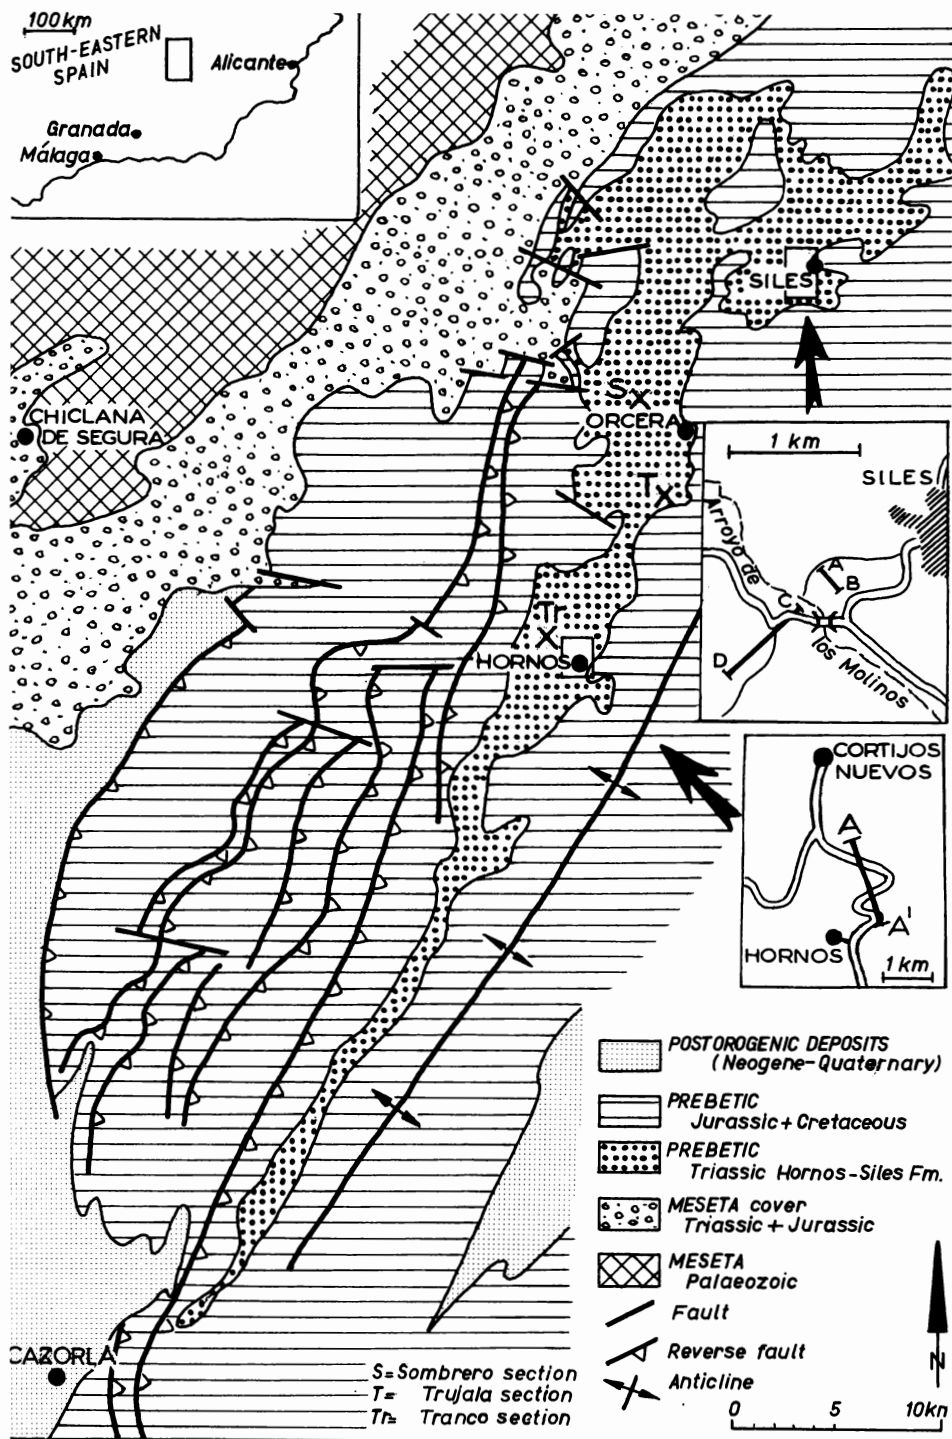 100 km
SOUTH-EASTERN
SPAIN
Alicante
Granada
Málaga
SILES
CHICLANA
DE SEGURA
S
ORCERA
T
Tr
HORNOS
1 km
SILES
Arroyo de
A
B
C
D
los Molinos
CORTIJOS
NUEVOS
A
A'
HORNOS
1 km
POSTOROGENIC DEPOSITS
(Neogene-Quaternary)
PREBETIC
Jurassic + Cretaceous
PREBETIC
Triassic Hornos-Siles Fm.
MESETA cover
Triassic + Jurassic
MESETA
Palaeozoic
Fault
Reverse fault
Anticline
CAZORLA
S= Sombrero section
T= Trujala section
Tr= Tranco section
N
0 5 10kn